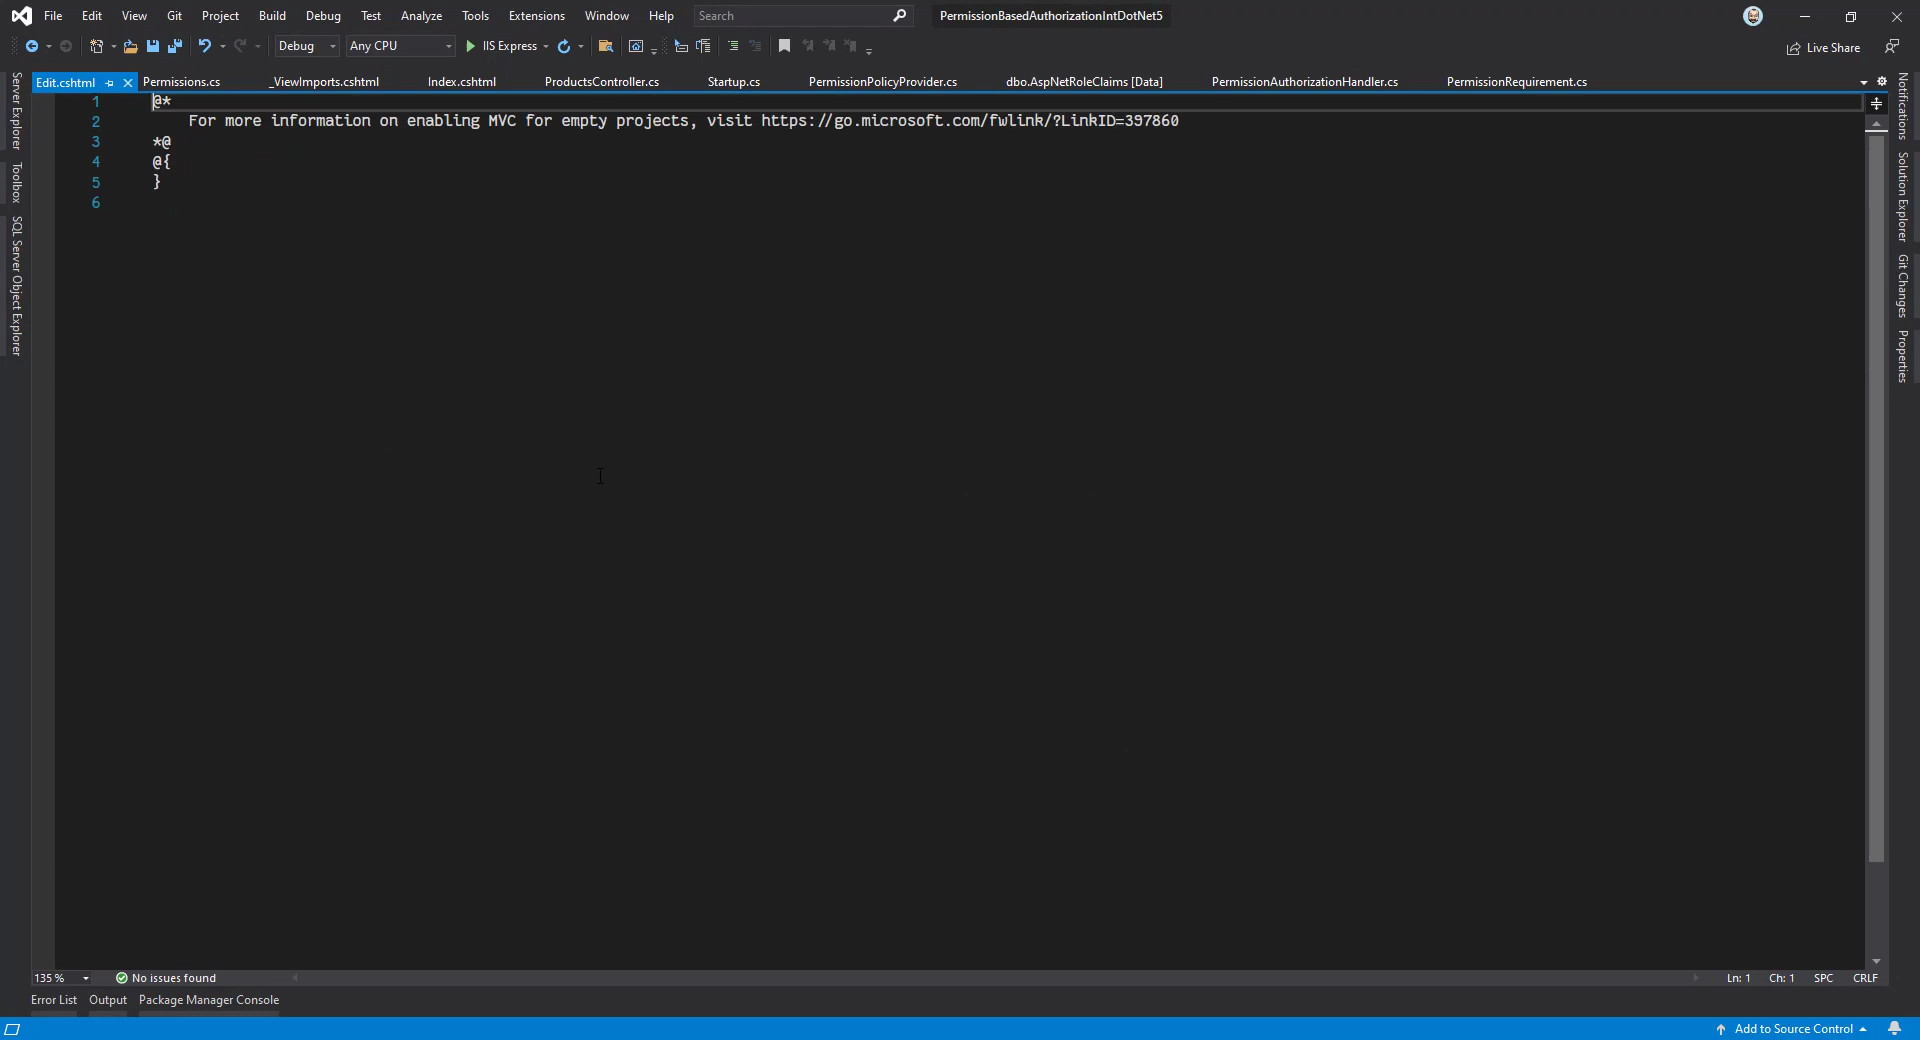 File Edit View Git Project Build Debug Test Analyze Tools Extensions Window Help Search PermissionBasedAuthorizationIntDotNet5
Debug Any CPU IIS Express Live Share
Edit.cshtml Permissions.cs _ViewImports.cshtml Index.cshtml ProductsController.cs Startup.cs PermissionPolicyProvider.cs dbo.AspNetRoleClaims [Data] PermissionAuthorizationHandler.cs PermissionRequirement.cs
Server Explorer
Toolbox
SQL Server Object Explorer
1 @*
2 For more information on enabling MVC for empty projects, visit https://go.microsoft.com/fwlink/?LinkID=397860
3 *@
4 @{
5 }
6
Notifications
Solution Explorer
Git Changes
Properties
135 % No issues found Ln: 1 Ch: 1 SPC CRLF
Error List Output Package Manager Console
Add to Source Control